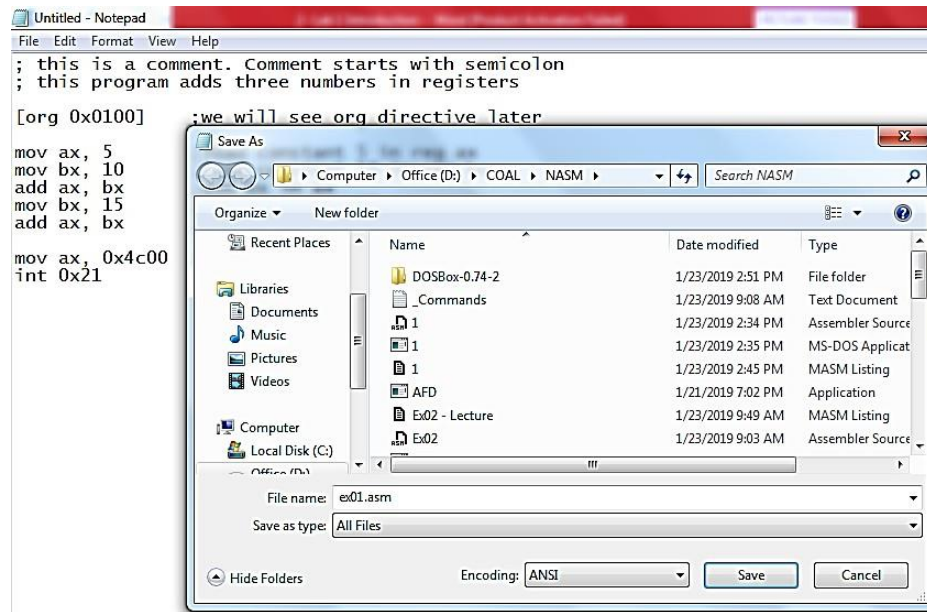 Untitled - Notepad
File Edit Format View Help
; this is a comment. Comment starts with semicolon
; this program adds three numbers in registers
[org 0x0100] ;we will see org directive later
mov ax, 5
mov bx, 10
add ax, bx
mov bx, 15
add ax, bx
mov ax, 0x4c00
int 0x21
Save As
Computer Office (D:) COAL NASM
Search NASM
Organize New folder
Recent Places
Libraries
Documents
Music
Pictures
Videos
Computer
Local Disk (C:)
Office (D:)
Name Date modified Type
DOSBox-0.74-2 1/23/2019 2:51 PM File folder
_Commands 1/23/2019 9:08 AM Text Document
1 1/23/2019 2:34 PM Assembler Source
1 1/23/2019 2:35 PM MS-DOS Applicat
1 1/23/2019 2:45 PM MASM Listing
AFD 1/21/2019 7:02 PM Application
Ex02 - Lecture 1/23/2019 9:49 AM MASM Listing
Ex02 1/23/2019 9:03 AM Assembler Source
File name: ex01.asm
Save as type: All Files
Hide Folders
Encoding: ANSI
Save
Cancel